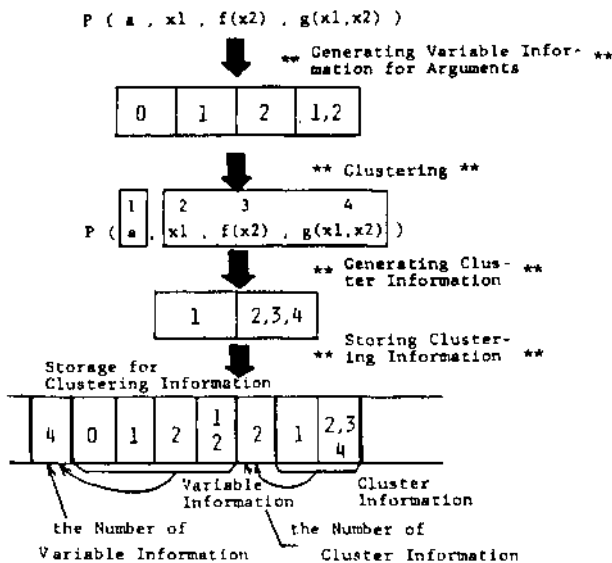 P ( a , x1 , f(x2) , g(x1,x2) )
** Generating Variable Infor- **
mation for Arguments
0 1 2 1,2
** Clustering **
1 2 3 4
P ( a , x1 , f(x2) , g(x1,x2) )
** Generating Clus- **
ter Information
1 2,3,4
** Storing Cluster- **
ing Information
Storage for
Clustering Information
4 0 1 2 1 2 2 1 2,3 4
Variable
Information
Cluster
Information
the Number of
Variable Information
the Number of
Cluster Information